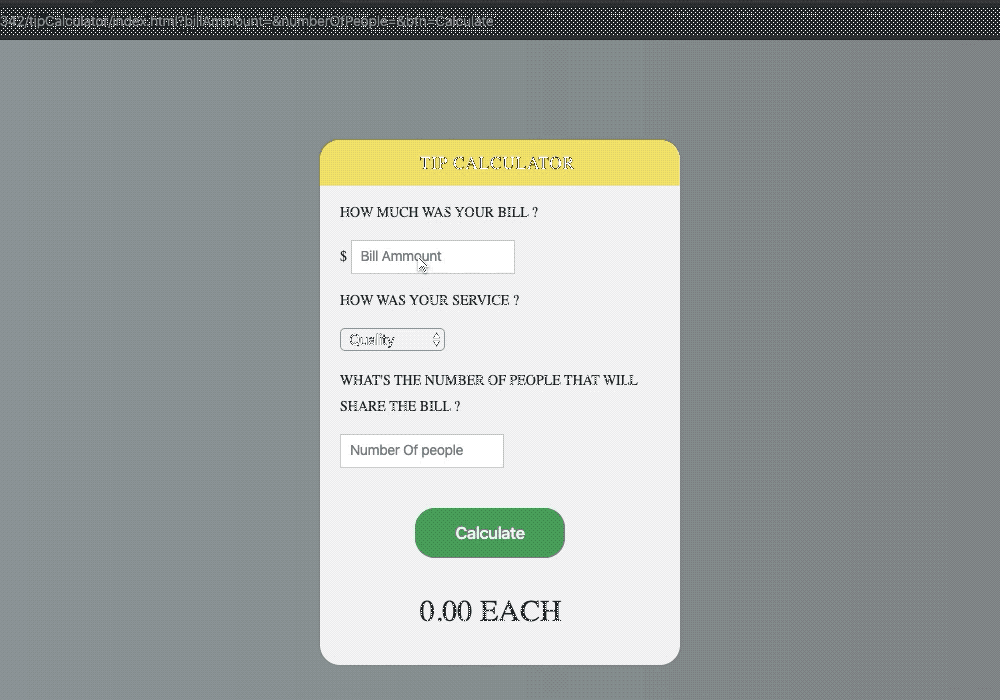 342/tipCalculator/index.html?billAmmount=&numberOfPeople=&btn=Calculate
TIP CALCULATOR
HOW MUCH WAS YOUR BILL ?
$ Bill Ammount
HOW WAS YOUR SERVICE ?
Quality
WHAT'S THE NUMBER OF PEOPLE THAT WILL
SHARE THE BILL ?
Number Of people
Calculate
0.00 EACH